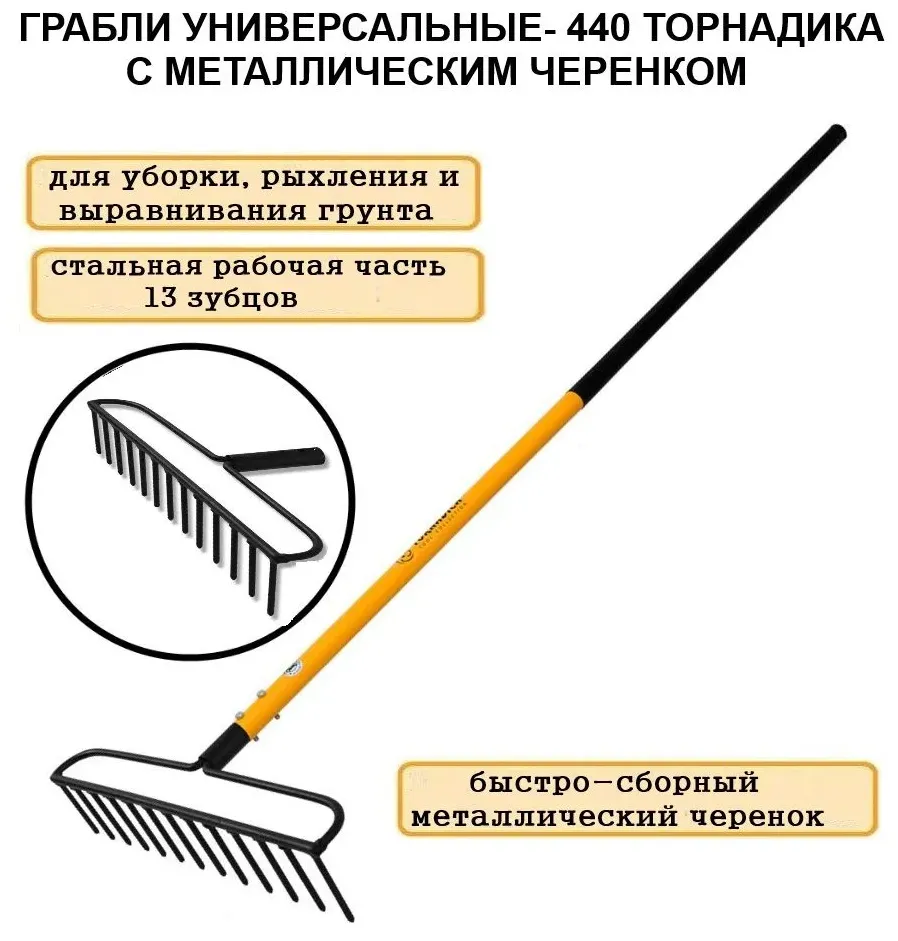 ГРАБЛИ УНИВЕРСАЛЬНЫЕ- 440 ТОРНАДИКА
С МЕТАЛЛИЧЕСКИМ ЧЕРЕНКОМ
для уборки, рыхления и
выравнивания грунта
стальная рабочая часть
13 зубцов
быстро-сборный
металлический черенок